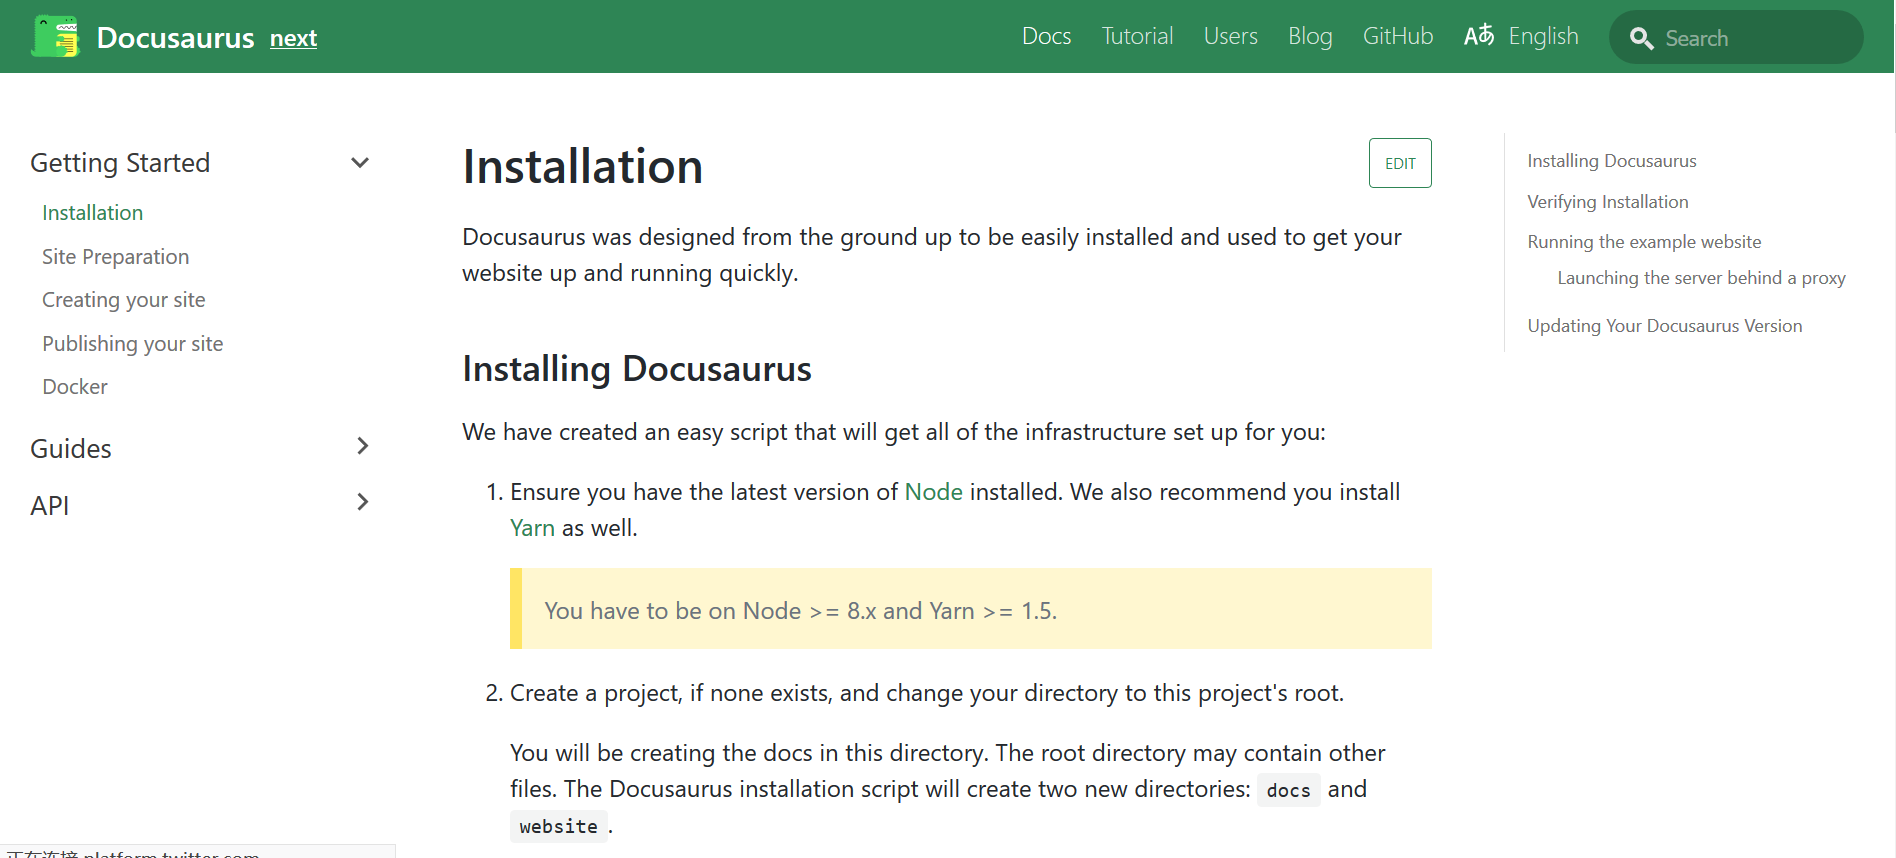 Docusaurus next
Docs Tutorial Users Blog GitHub Aあ English Search
Getting Started
Installation
Site Preparation
Creating your site
Publishing your site
Docker
Guides
API
Installation
EDIT
Docusaurus was designed from the ground up to be easily installed and used to get your
website up and running quickly.
Installing Docusaurus
We have created an easy script that will get all of the infrastructure set up for you:
1. Ensure you have the latest version of Node installed. We also recommend you install
Yarn as well.
You have to be on Node >= 8.x and Yarn >= 1.5.
2. Create a project, if none exists, and change your directory to this project's root.
You will be creating the docs in this directory. The root directory may contain other
files. The Docusaurus installation script will create two new directories: docs and
website.
Installing Docusaurus
Verifying Installation
Running the example website
Launching the server behind a proxy
Updating Your Docusaurus Version
正在连接 platform.twitter.com